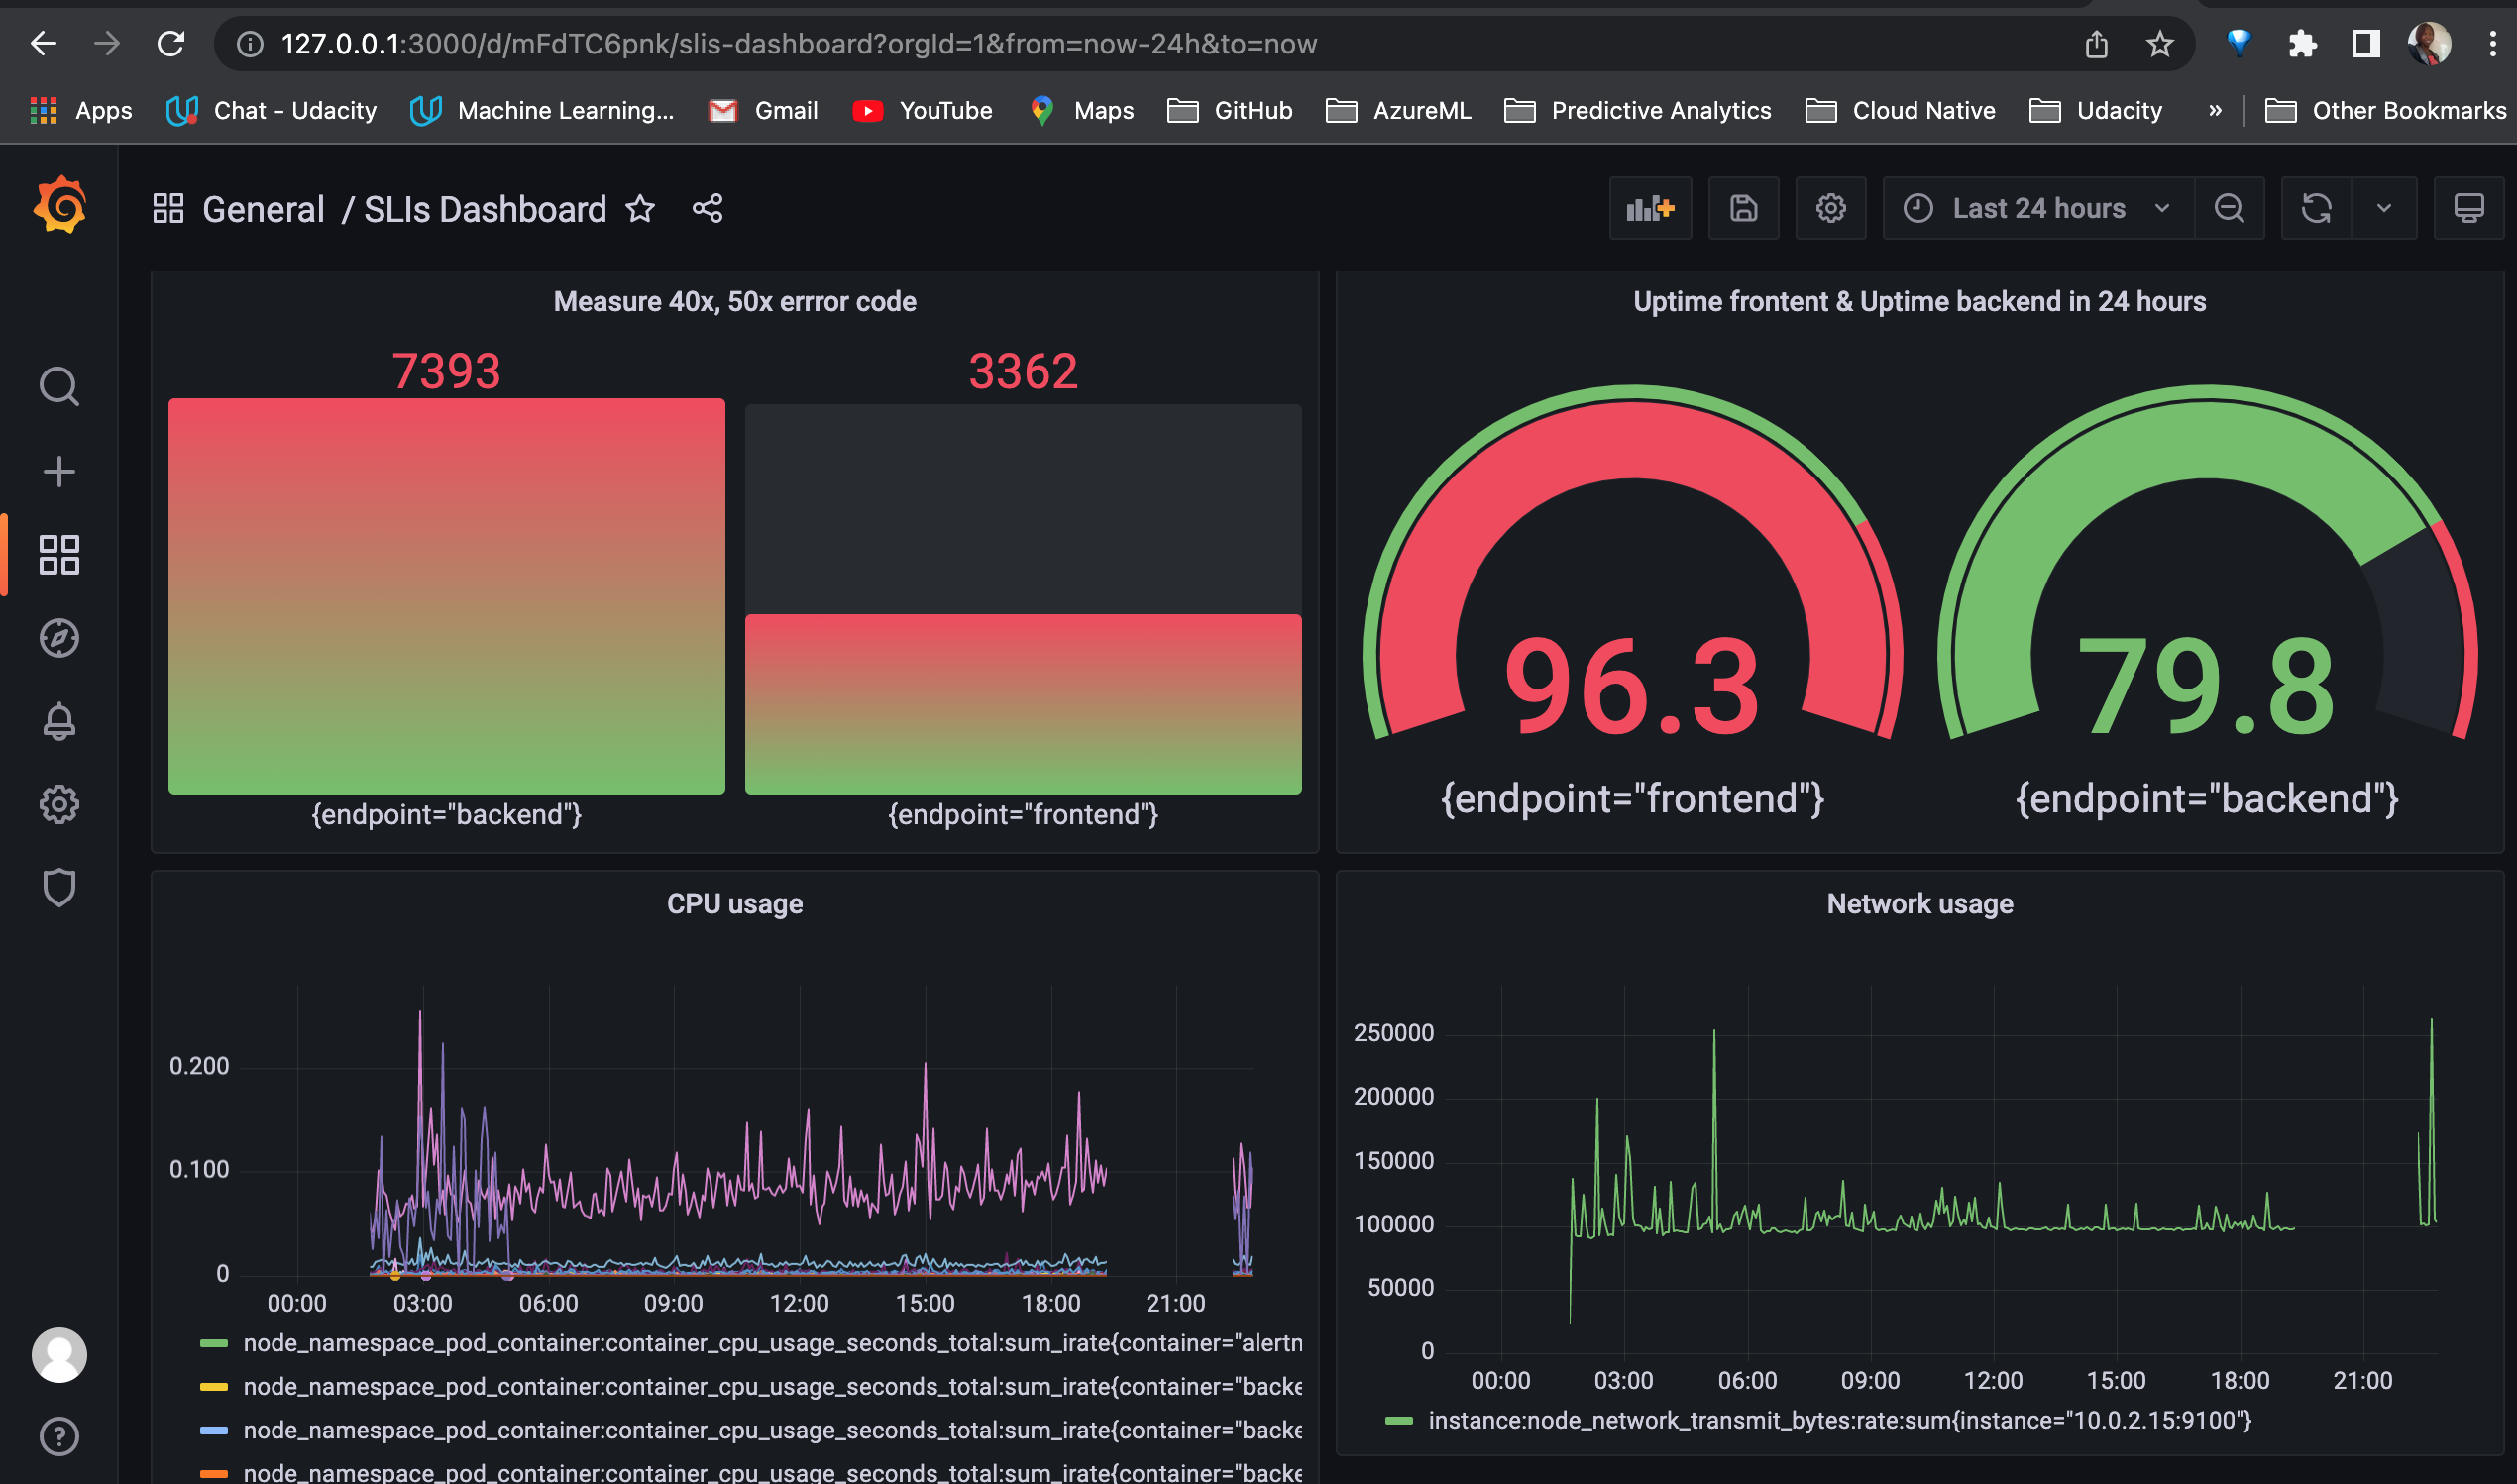 127.0.0.1:3000/d/mFdTC6pnk/slis-dashboard?orgId=1&from=now-24h&to=now
Apps Chat - Udacity Machine Learning... Gmail YouTube Maps GitHub AzureML Predictive Analytics Cloud Native Udacity » Other Bookmarks
General / SLIs Dashboard Last 24 hours
Measure 40x, 50x errror code
7393 3362
{endpoint="backend"} {endpoint="frontend"}
Uptime frontent & Uptime backend in 24 hours
96.3 79.8
{endpoint="frontend"} {endpoint="backend"}
CPU usage
0.200
0.100
0
00:00 03:00 06:00 09:00 12:00 15:00 18:00 21:00
node_namespace_pod_container:container_cpu_usage_seconds_total:sum_irate{container="alertn
node_namespace_pod_container:container_cpu_usage_seconds_total:sum_irate{container="backe
node_namespace_pod_container:container_cpu_usage_seconds_total:sum_irate{container="backe
node_namespace_pod_container:container_cpu_usage_seconds_total:sum_irate{container="backe
Network usage
250000
200000
150000
100000
50000
0
00:00 03:00 06:00 09:00 12:00 15:00 18:00 21:00
instance:node_network_transmit_bytes:rate:sum{instance="10.0.2.15:9100"}